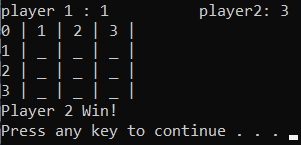 player 1 : 1 player2: 3
0 | 1 | 2 | 3 |
1 | _ | _ | _ |
2 | _ | _ | _ |
3 | _ | _ | _ |
Player 2 Win!
Press any key to continue . . . _